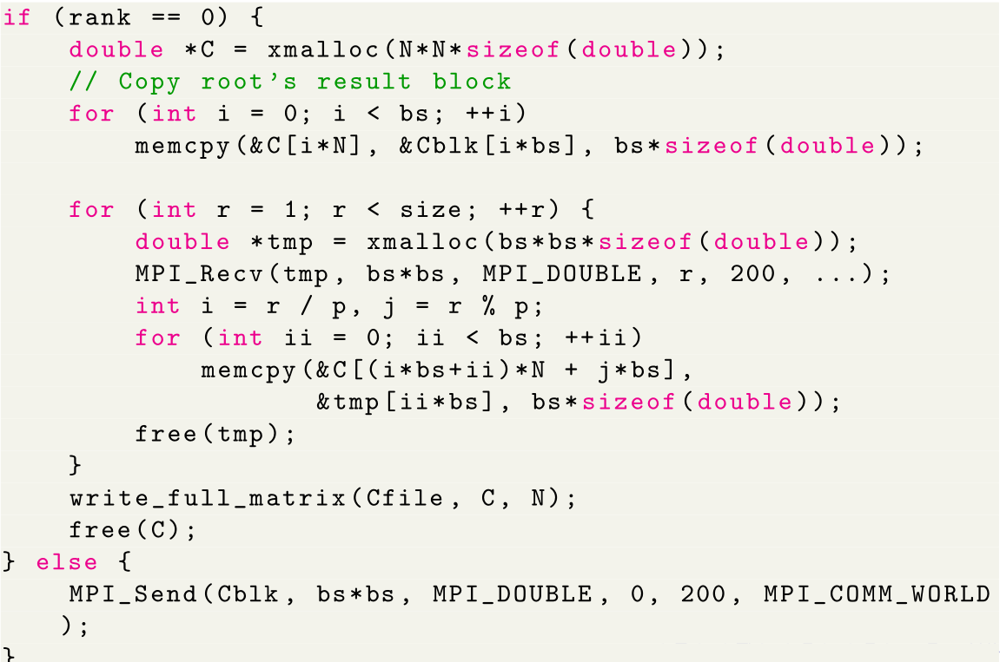 if (rank == 0) {
    double *C = xmalloc(N*N*sizeof(double));
    // Copy root's result block
    for (int i = 0; i < bs; ++i)
        memcpy(&C[i*N], &Cblk[i*bs], bs*sizeof(double));

    for (int r = 1; r < size; ++r) {
        double *tmp = xmalloc(bs*bs*sizeof(double));
        MPI_Recv(tmp, bs*bs, MPI_DOUBLE, r, 200, ...);
        int i = r / p, j = r % p;
        for (int ii = 0; ii < bs; ++ii)
            memcpy(&C[(i*bs+ii)*N + j*bs],
                   &tmp[ii*bs], bs*sizeof(double));
        free(tmp);
    }
    write_full_matrix(Cfile, C, N);
    free(C);
} else {
    MPI_Send(Cblk, bs*bs, MPI_DOUBLE, 0, 200, MPI_COMM_WORLD
    );
}